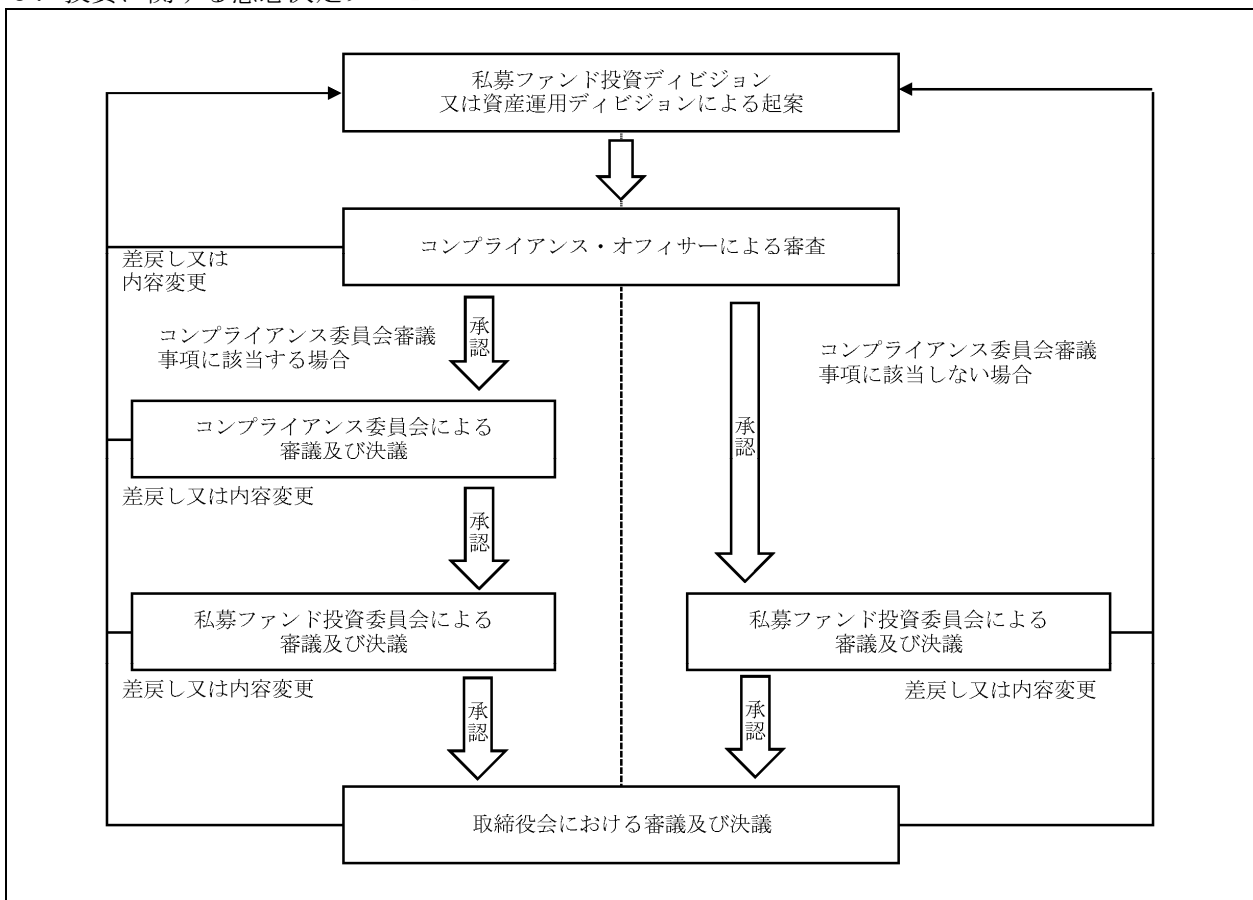 私募ファンド投資ディビジョン
又は資産運用ディビジョンによる起案
コンプライアンス・オフィサーによる審査
差戻し又は
内容変更
コンプライアンス委員会審議
事項に該当する場合
承認
コンプライアンス委員会審議
事項に該当しない場合
コンプライアンス委員会による
審議及び決議
承認
差戻し又は内容変更
承認
私募ファンド投資委員会による
審議及び決議
私募ファンド投資委員会による
審議及び決議
差戻し又は内容変更
差戻し又は内容変更
承認
承認
取締役会における審議及び決議